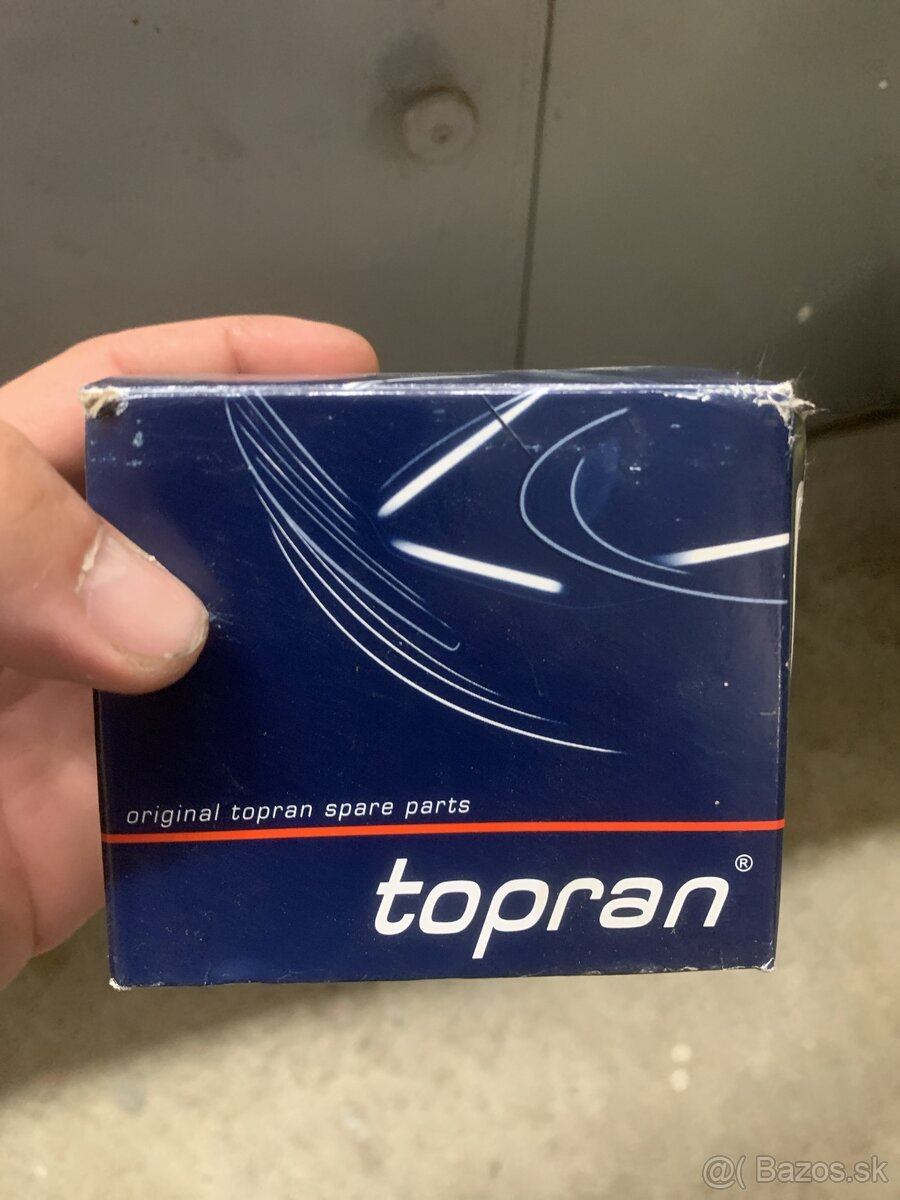 original topran spare parts
topran®
@( Bazos.sk